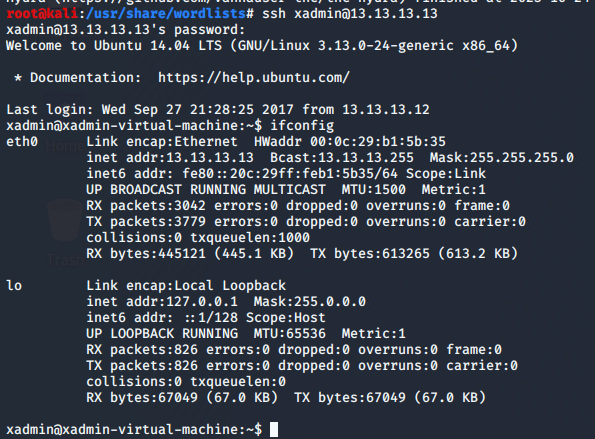 root@kali:/usr/share/wordlists# ssh xadmin@13.13.13.13
xadmin@13.13.13.13's password:
Welcome to Ubuntu 14.04 LTS (GNU/Linux 3.13.0-24-generic x86_64)
* Documentation:  https://help.ubuntu.com/
Last login: Wed Sep 27 21:28:25 2017 from 13.13.13.12
xadmin@xadmin-virtual-machine:~$ ifconfig
eth0      Link encap:Ethernet  HWaddr 00:0c:29:b1:5b:35
          inet addr:13.13.13.13  Bcast:13.13.13.255  Mask:255.255.255.0
          inet6 addr: fe80::20c:29ff:feb1:5b35/64 Scope:Link
          UP BROADCAST RUNNING MULTICAST  MTU:1500  Metric:1
          RX packets:3042 errors:0 dropped:0 overruns:0 frame:0
          TX packets:3779 errors:0 dropped:0 overruns:0 carrier:0
          collisions:0 txqueuelen:1000
          RX bytes:445121 (445.1 KB)  TX bytes:613265 (613.2 KB)
lo        Link encap:Local Loopback
          inet addr:127.0.0.1  Mask:255.0.0.0
          inet6 addr: ::1/128 Scope:Host
          UP LOOPBACK RUNNING  MTU:65536  Metric:1
          RX packets:826 errors:0 dropped:0 overruns:0 frame:0
          TX packets:826 errors:0 dropped:0 overruns:0 carrier:0
          collisions:0 txqueuelen:0
          RX bytes:67049 (67.0 KB)  TX bytes:67049 (67.0 KB)
xadmin@xadmin-virtual-machine:~$